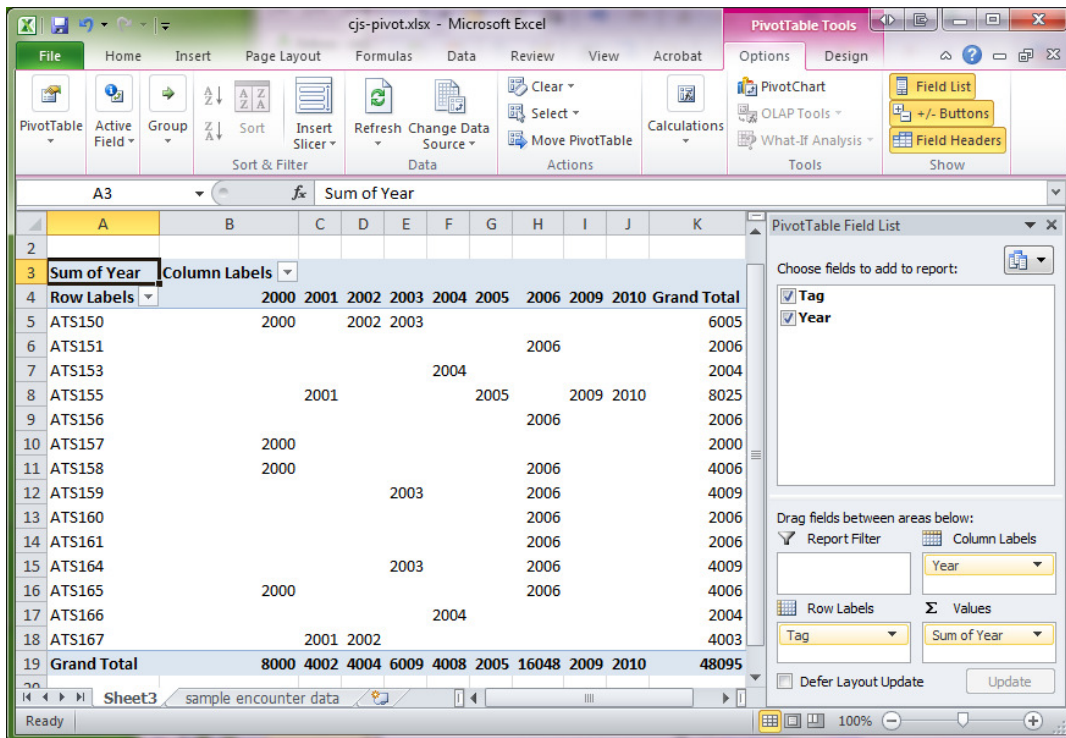 cjs-pivot.xlsx - Microsoft Excel PivotTable Tools
File Home Insert Page Layout Formulas Data Review View Acrobat Options Design
PivotTable
Active Field
Group
Sort
Insert Slicer
Sort & Filter
Refresh
Change Data Source
Data
Clear
Select
Move PivotTable
Actions
Calculations
PivotChart
OLAP Tools
What-If Analysis
Tools
Field List
+/- Buttons
Field Headers
Show
A3 fx Sum of Year
A B C D E F G H I J K
2
3 Sum of Year Column Labels
4 Row Labels 2000 2001 2002 2003 2004 2005 2006 2009 2010 Grand Total
5 ATS150 2000 2002 2003 6005
6 ATS151 2006 2006
7 ATS153 2004 2004
8 ATS155 2001 2005 2009 2010 8025
9 ATS156 2006 2006
10 ATS157 2000 2000
11 ATS158 2000 2006 4006
12 ATS159 2003 2006 4009
13 ATS160 2006 2006
14 ATS161 2006 2006
15 ATS164 2003 2006 4009
16 ATS165 2000 2006 4006
17 ATS166 2004 2004
18 ATS167 2001 2002 4003
19 Grand Total 8000 4002 4004 6009 4008 2005 16048 2009 2010 48095
20
Sheet3 sample encounter data
Ready 100%
PivotTable Field List
Choose fields to add to report:
Tag
Year
Drag fields between areas below:
Report Filter Column Labels
Year
Row Labels Σ Values
Tag Sum of Year
Defer Layout Update Update